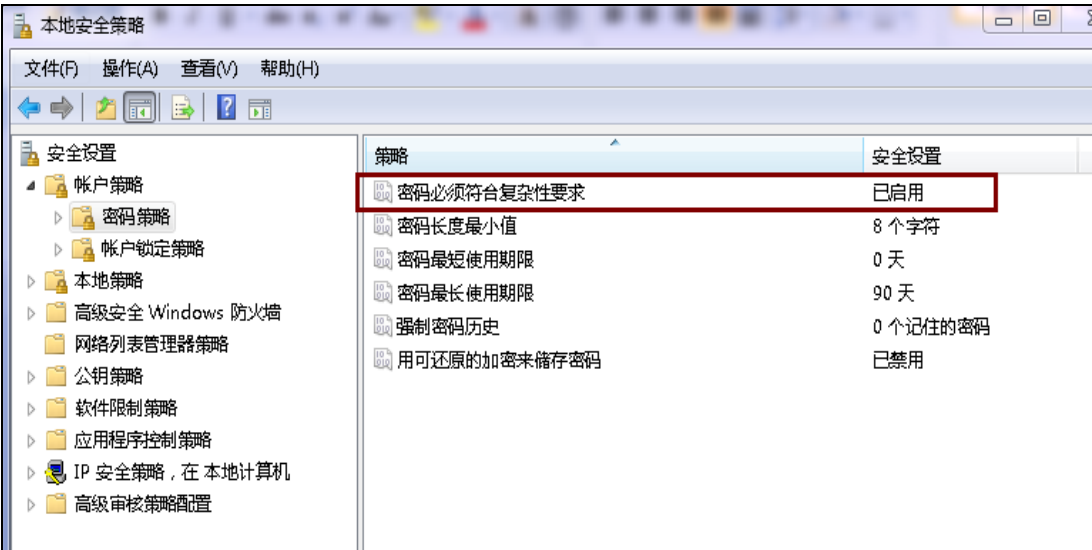 本地安全策略
文件(F) 操作(A) 查看(V) 帮助(H)
安全设置
帐户策略
密码策略
帐户锁定策略
本地策略
高级安全 Windows 防火墙
网络列表管理器策略
公钥策略
软件限制策略
应用程序控制策略
IP 安全策略，在 本地计算机
高级审核策略配置
策略 安全设置
密码必须符合复杂性要求 已启用
密码长度最小值 8 个字符
密码最短使用期限 0 天
密码最长使用期限 90 天
强制密码历史 0 个记住的密码
用可还原的加密来储存密码 已禁用